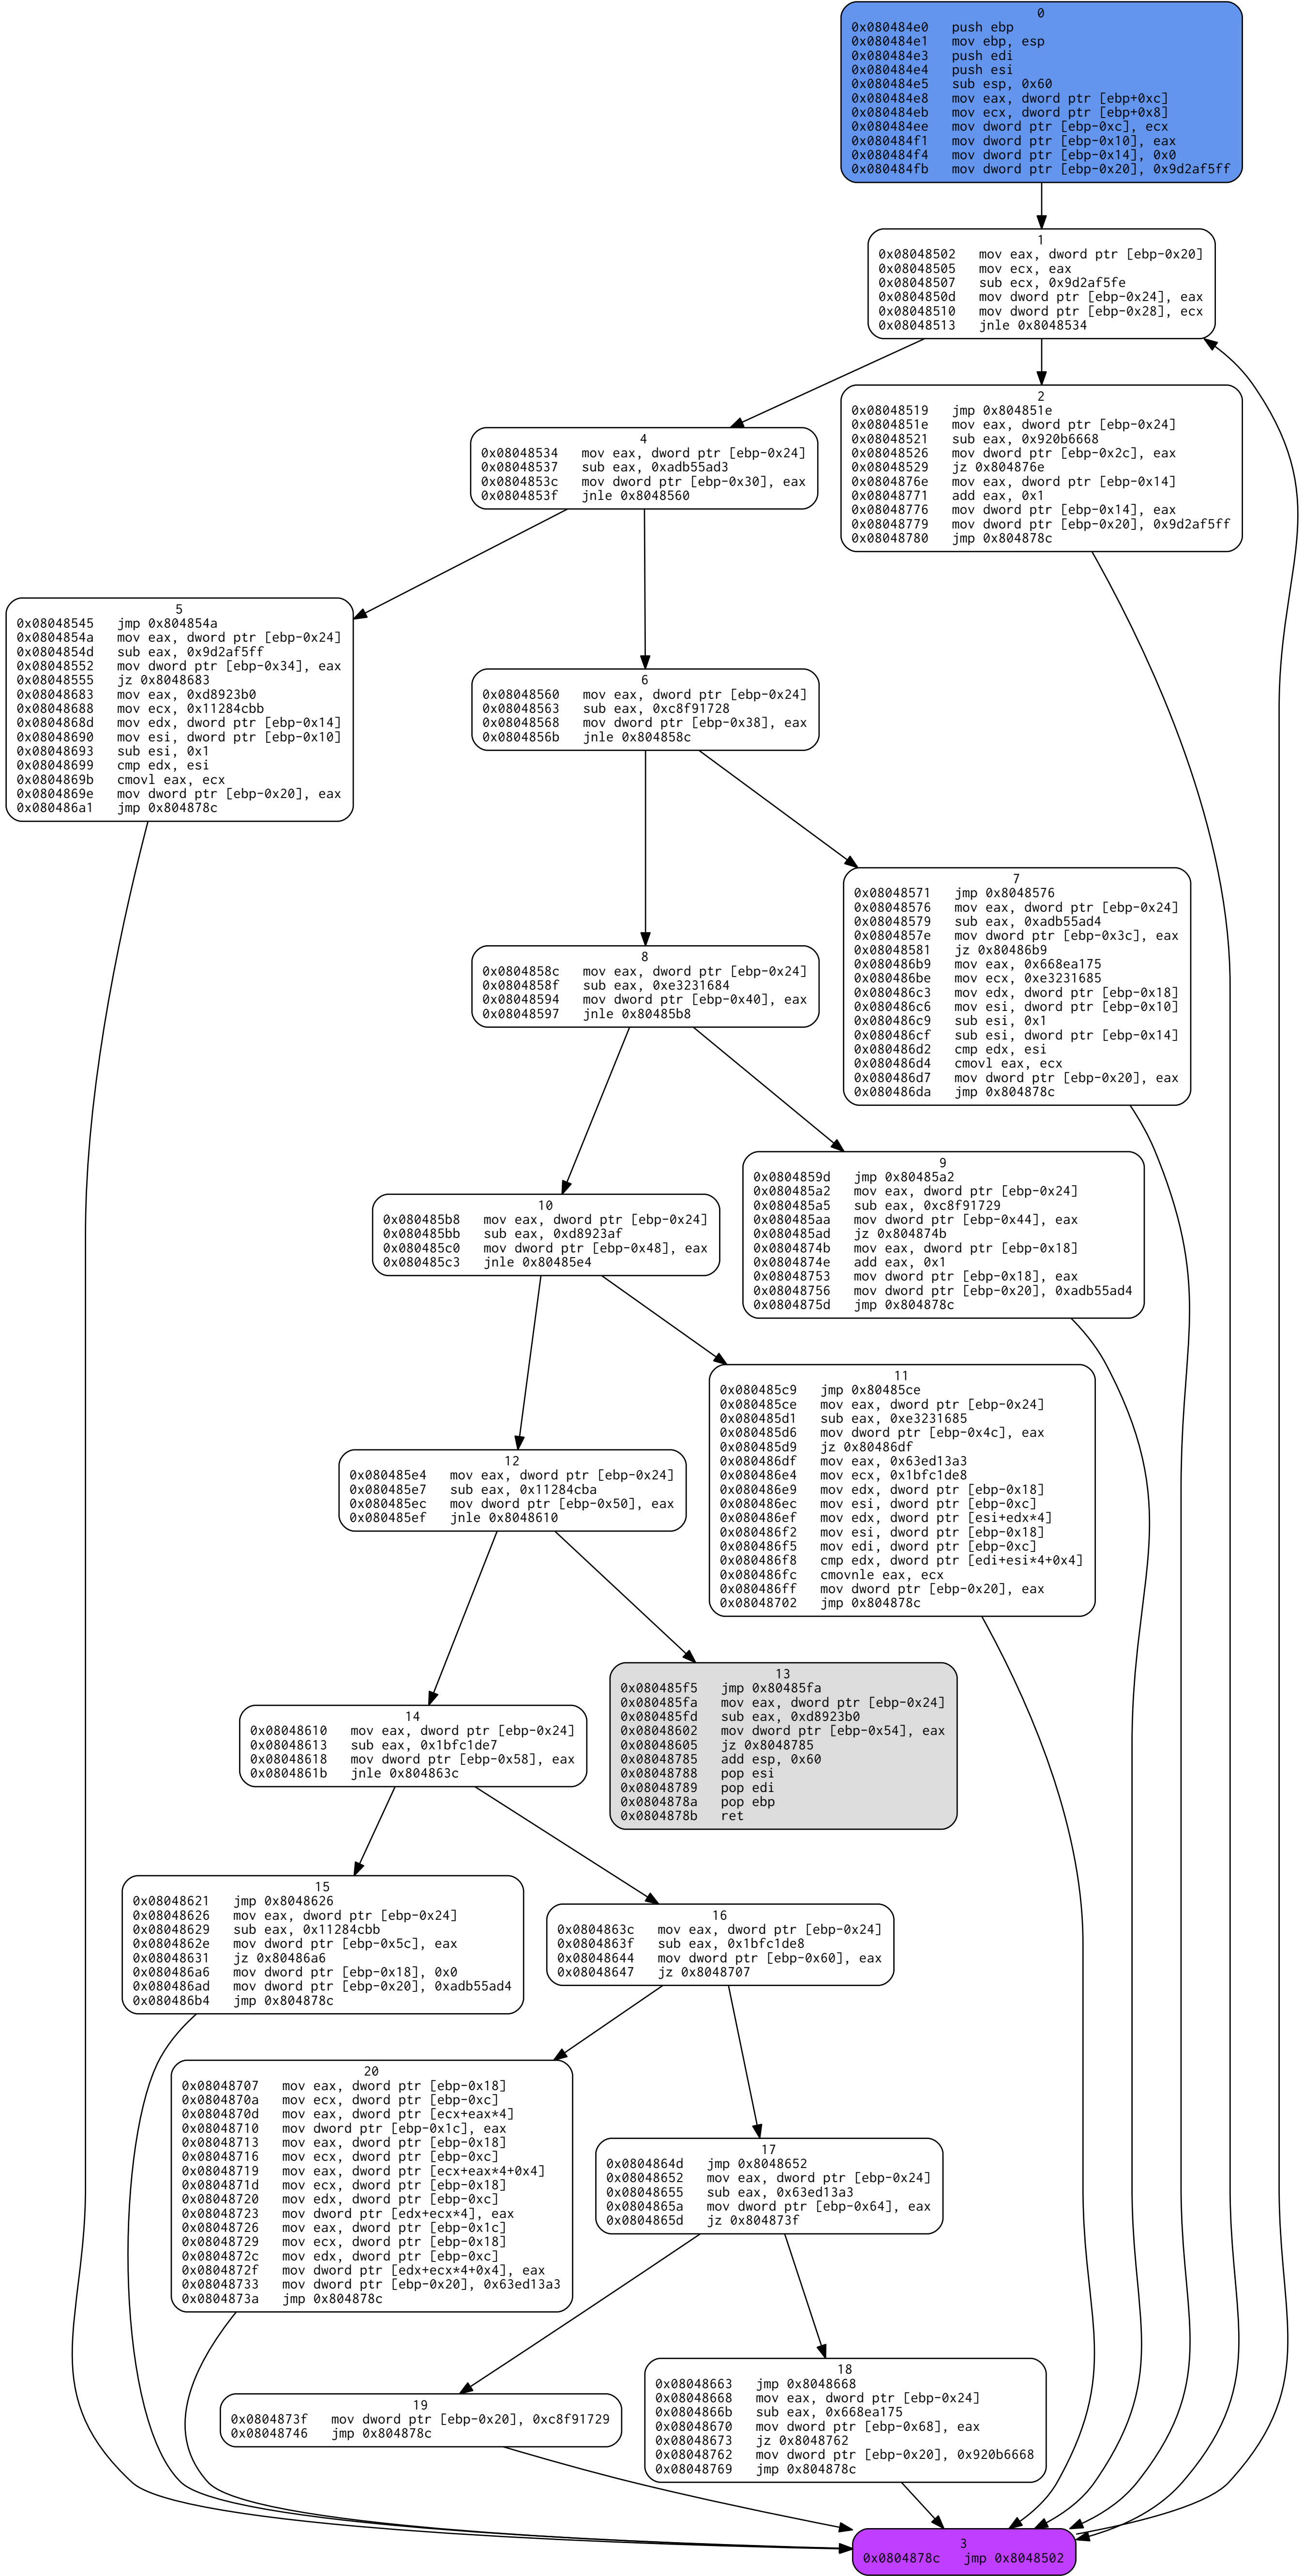 0
0x080484e0   push ebp
0x080484e1   mov ebp, esp
0x080484e3   push edi
0x080484e4   push esi
0x080484e5   sub esp, 0x60
0x080484e8   mov eax, dword ptr [ebp+0xc]
0x080484eb   mov ecx, dword ptr [ebp+0x8]
0x080484ee   mov dword ptr [ebp-0xc], ecx
0x080484f1   mov dword ptr [ebp-0x10], eax
0x080484f4   mov dword ptr [ebp-0x14], 0x0
0x080484fb   mov dword ptr [ebp-0x20], 0x9d2af5ff
1
0x08048502   mov eax, dword ptr [ebp-0x20]
0x08048505   mov ecx, eax
0x08048507   sub ecx, 0x9d2af5fe
0x0804850d   mov dword ptr [ebp-0x24], eax
0x08048510   mov dword ptr [ebp-0x28], ecx
0x08048513   jnle 0x8048534
2
0x08048519   jmp 0x804851e
0x0804851e   mov eax, dword ptr [ebp-0x24]
0x08048521   sub eax, 0x920b6668
0x08048526   mov dword ptr [ebp-0x2c], eax
0x08048529   jz 0x804876e
0x0804876e   mov eax, dword ptr [ebp-0x14]
0x08048771   add eax, 0x1
0x08048776   mov dword ptr [ebp-0x14], eax
0x08048779   mov dword ptr [ebp-0x20], 0x9d2af5ff
0x08048780   jmp 0x804878c
4
0x08048534   mov eax, dword ptr [ebp-0x24]
0x08048537   sub eax, 0xadb55ad3
0x0804853c   mov dword ptr [ebp-0x30], eax
0x0804853f   jnle 0x8048560
5
0x08048545   jmp 0x804854a
0x0804854a   mov eax, dword ptr [ebp-0x24]
0x0804854d   sub eax, 0x9d2af5ff
0x08048552   mov dword ptr [ebp-0x34], eax
0x08048555   jz 0x8048683
0x08048683   mov eax, 0xd8923b0
0x08048688   mov ecx, 0x11284cbb
0x0804868d   mov edx, dword ptr [ebp-0x14]
0x08048690   mov esi, dword ptr [ebp-0x10]
0x08048693   sub esi, 0x1
0x08048699   cmp edx, esi
0x0804869b   cmovl eax, ecx
0x0804869e   mov dword ptr [ebp-0x20], eax
0x080486a1   jmp 0x804878c
6
0x08048560   mov eax, dword ptr [ebp-0x24]
0x08048563   sub eax, 0xc8f91728
0x08048568   mov dword ptr [ebp-0x38], eax
0x0804856b   jnle 0x804858c
7
0x08048571   jmp 0x8048576
0x08048576   mov eax, dword ptr [ebp-0x24]
0x08048579   sub eax, 0xadb55ad4
0x0804857e   mov dword ptr [ebp-0x3c], eax
0x08048581   jz 0x80486b9
0x080486b9   mov eax, 0x668ea175
0x080486be   mov ecx, 0xe3231685
0x080486c3   mov edx, dword ptr [ebp-0x18]
0x080486c6   mov esi, dword ptr [ebp-0x10]
0x080486c9   sub esi, 0x1
0x080486cf   sub esi, dword ptr [ebp-0x14]
0x080486d2   cmp edx, esi
0x080486d4   cmovl eax, ecx
0x080486d7   mov dword ptr [ebp-0x20], eax
0x080486da   jmp 0x804878c
8
0x0804858c   mov eax, dword ptr [ebp-0x24]
0x0804858f   sub eax, 0xe3231684
0x08048594   mov dword ptr [ebp-0x40], eax
0x08048597   jnle 0x80485b8
9
0x0804859d   jmp 0x80485a2
0x080485a2   mov eax, dword ptr [ebp-0x24]
0x080485a5   sub eax, 0xc8f91729
0x080485aa   mov dword ptr [ebp-0x44], eax
0x080485ad   jz 0x804874b
0x0804874b   mov eax, dword ptr [ebp-0x18]
0x0804874e   add eax, 0x1
0x08048753   mov dword ptr [ebp-0x18], eax
0x08048756   mov dword ptr [ebp-0x20], 0xadb55ad4
0x0804875d   jmp 0x804878c
10
0x080485b8   mov eax, dword ptr [ebp-0x24]
0x080485bb   sub eax, 0xd8923af
0x080485c0   mov dword ptr [ebp-0x48], eax
0x080485c3   jnle 0x80485e4
11
0x080485c9   jmp 0x80485ce
0x080485ce   mov eax, dword ptr [ebp-0x24]
0x080485d1   sub eax, 0xe3231685
0x080485d6   mov dword ptr [ebp-0x4c], eax
0x080485d9   jz 0x80486df
0x080486df   mov eax, 0x63ed13a3
0x080486e4   mov ecx, 0x1bfc1de8
0x080486e9   mov edx, dword ptr [ebp-0x18]
0x080486ec   mov esi, dword ptr [ebp-0xc]
0x080486ef   mov edx, dword ptr [esi+edx*4]
0x080486f2   mov esi, dword ptr [ebp-0x18]
0x080486f5   mov edi, dword ptr [ebp-0xc]
0x080486f8   cmp edx, dword ptr [edi+esi*4+0x4]
0x080486fc   cmovnle eax, ecx
0x080486ff   mov dword ptr [ebp-0x20], eax
0x08048702   jmp 0x804878c
12
0x080485e4   mov eax, dword ptr [ebp-0x24]
0x080485e7   sub eax, 0x11284cba
0x080485ec   mov dword ptr [ebp-0x50], eax
0x080485ef   jnle 0x8048610
13
0x080485f5   jmp 0x80485fa
0x080485fa   mov eax, dword ptr [ebp-0x24]
0x080485fd   sub eax, 0xd8923b0
0x08048602   mov dword ptr [ebp-0x54], eax
0x08048605   jz 0x8048785
0x08048785   add esp, 0x60
0x08048788   pop esi
0x08048789   pop edi
0x0804878a   pop ebp
0x0804878b   ret
14
0x08048610   mov eax, dword ptr [ebp-0x24]
0x08048613   sub eax, 0x1bfc1de7
0x08048618   mov dword ptr [ebp-0x58], eax
0x0804861b   jnle 0x804863c
15
0x08048621   jmp 0x8048626
0x08048626   mov eax, dword ptr [ebp-0x24]
0x08048629   sub eax, 0x11284cbb
0x0804862e   mov dword ptr [ebp-0x5c], eax
0x08048631   jz 0x80486a6
0x080486a6   mov dword ptr [ebp-0x18], 0x0
0x080486ad   mov dword ptr [ebp-0x20], 0xadb55ad4
0x080486b4   jmp 0x804878c
16
0x0804863c   mov eax, dword ptr [ebp-0x24]
0x0804863f   sub eax, 0x1bfc1de8
0x08048644   mov dword ptr [ebp-0x60], eax
0x08048647   jz 0x8048707
20
0x08048707   mov eax, dword ptr [ebp-0x18]
0x0804870a   mov ecx, dword ptr [ebp-0xc]
0x0804870d   mov eax, dword ptr [ecx+eax*4]
0x08048710   mov dword ptr [ebp-0x1c], eax
0x08048713   mov eax, dword ptr [ebp-0x18]
0x08048716   mov ecx, dword ptr [ebp-0xc]
0x08048719   mov eax, dword ptr [ecx+eax*4+0x4]
0x0804871d   mov ecx, dword ptr [ebp-0x18]
0x08048720   mov edx, dword ptr [ebp-0xc]
0x08048723   mov dword ptr [edx+ecx*4], eax
0x08048726   mov eax, dword ptr [ebp-0x1c]
0x08048729   mov ecx, dword ptr [ebp-0x18]
0x0804872c   mov edx, dword ptr [ebp-0xc]
0x0804872f   mov dword ptr [edx+ecx*4+0x4], eax
0x08048733   mov dword ptr [ebp-0x20], 0x63ed13a3
0x0804873a   jmp 0x804878c
17
0x0804864d   jmp 0x8048652
0x08048652   mov eax, dword ptr [ebp-0x24]
0x08048655   sub eax, 0x63ed13a3
0x0804865a   mov dword ptr [ebp-0x64], eax
0x0804865d   jz 0x804873f
18
0x08048663   jmp 0x8048668
0x08048668   mov eax, dword ptr [ebp-0x24]
0x0804866b   sub eax, 0x668ea175
0x08048670   mov dword ptr [ebp-0x68], eax
0x08048673   jz 0x8048762
0x08048762   mov dword ptr [ebp-0x20], 0x920b6668
0x08048769   jmp 0x804878c
19
0x0804873f   mov dword ptr [ebp-0x20], 0xc8f91729
0x08048746   jmp 0x804878c
3
0x0804878c   jmp 0x8048502